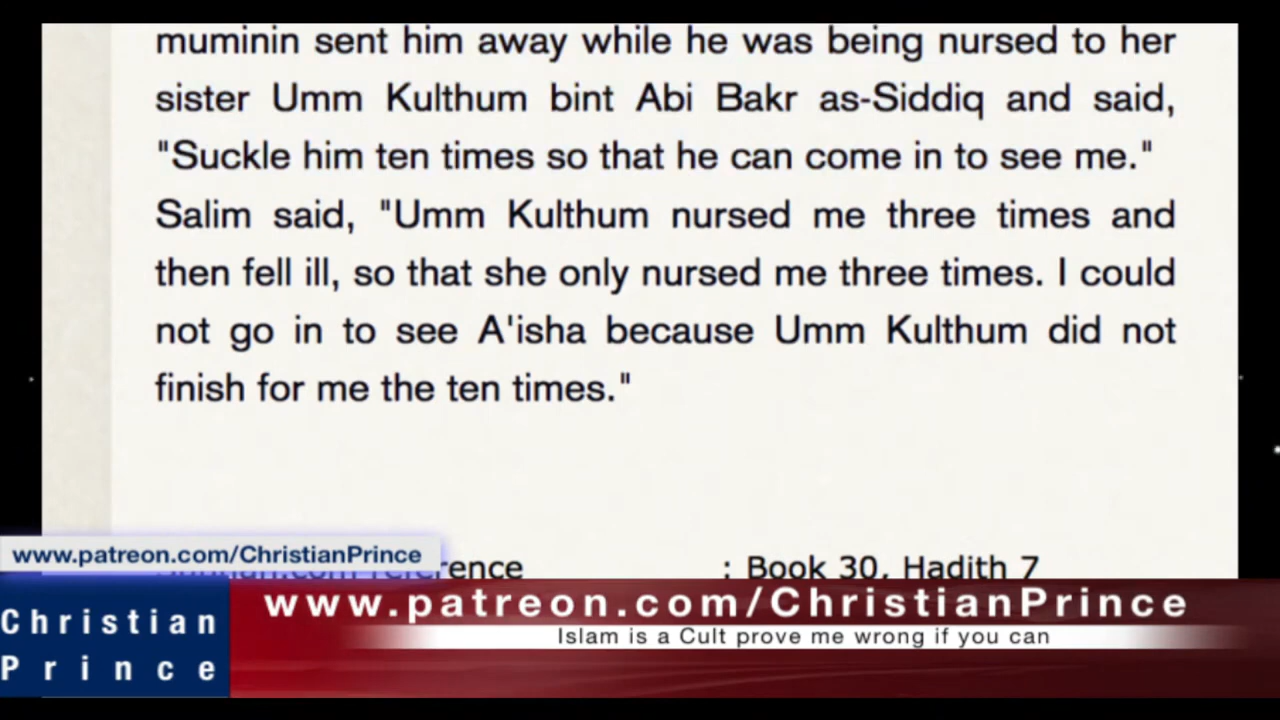 muminin sent him away while he was being nursed to her
sister Umm Kulthum bint Abi Bakr as-Siddiq and said,
"Suckle him ten times so that he can come in to see me."
Salim said, "Umm Kulthum nursed me three times and
then fell ill, so that she only nursed me three times. I could
not go in to see A'isha because Umm Kulthum did not
finish for me the ten times."
www.patreon.com/ChristianPrince
Sunnah.com reference : Book 30, Hadith 7
Christian
Prince
www.patreon.com/ChristianPrince
Islam is a Cult prove me wrong if you can